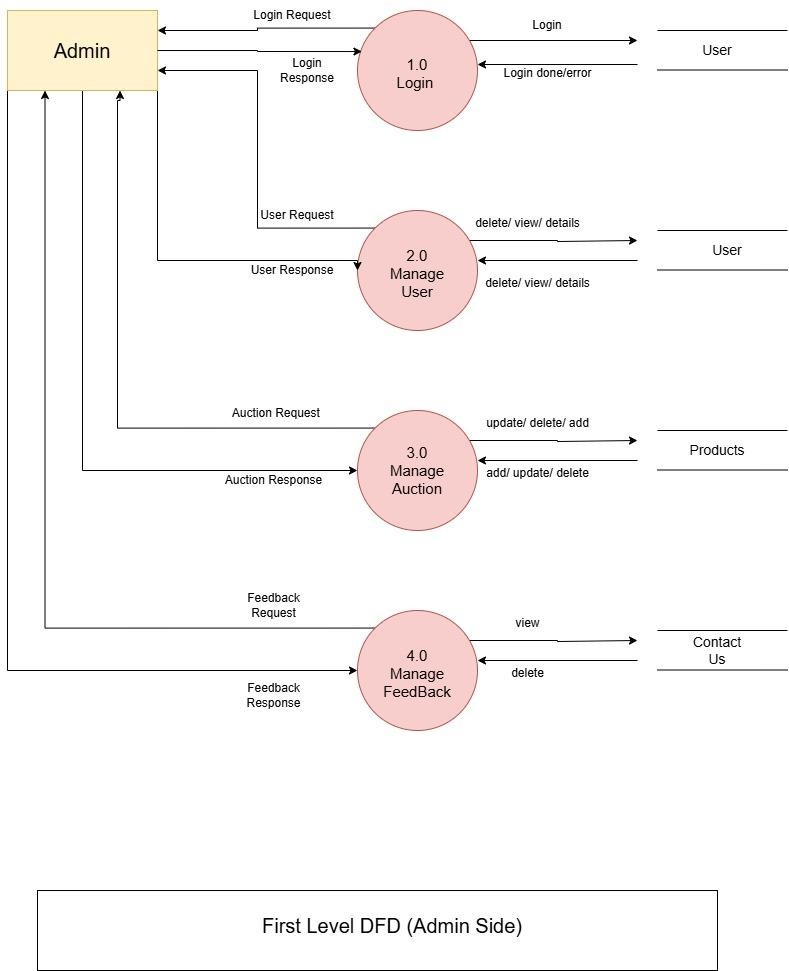 Admin
Login Request
Login
Response
1.0
Login
Login
Login done/error
User
User Request
User Response
2.0
Manage
User
delete/ view/ details
delete/ view/ details
User
Auction Request
Auction Response
3.0
Manage
Auction
update/ delete/ add
add/ update/ delete
Products
Feedback
Request
Feedback
Response
4.0
Manage
FeedBack
view
delete
Contact
Us
First Level DFD (Admin Side)